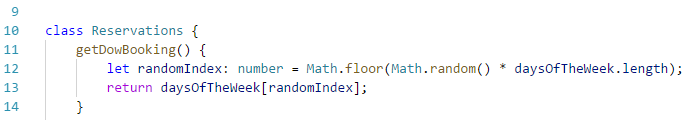 9
10 class Reservations {
11 getDowBooking() {
12 let randomIndex: number = Math.floor(Math.random() * daysOfTheWeek.length);
13 return daysOfTheWeek[randomIndex];
14 }